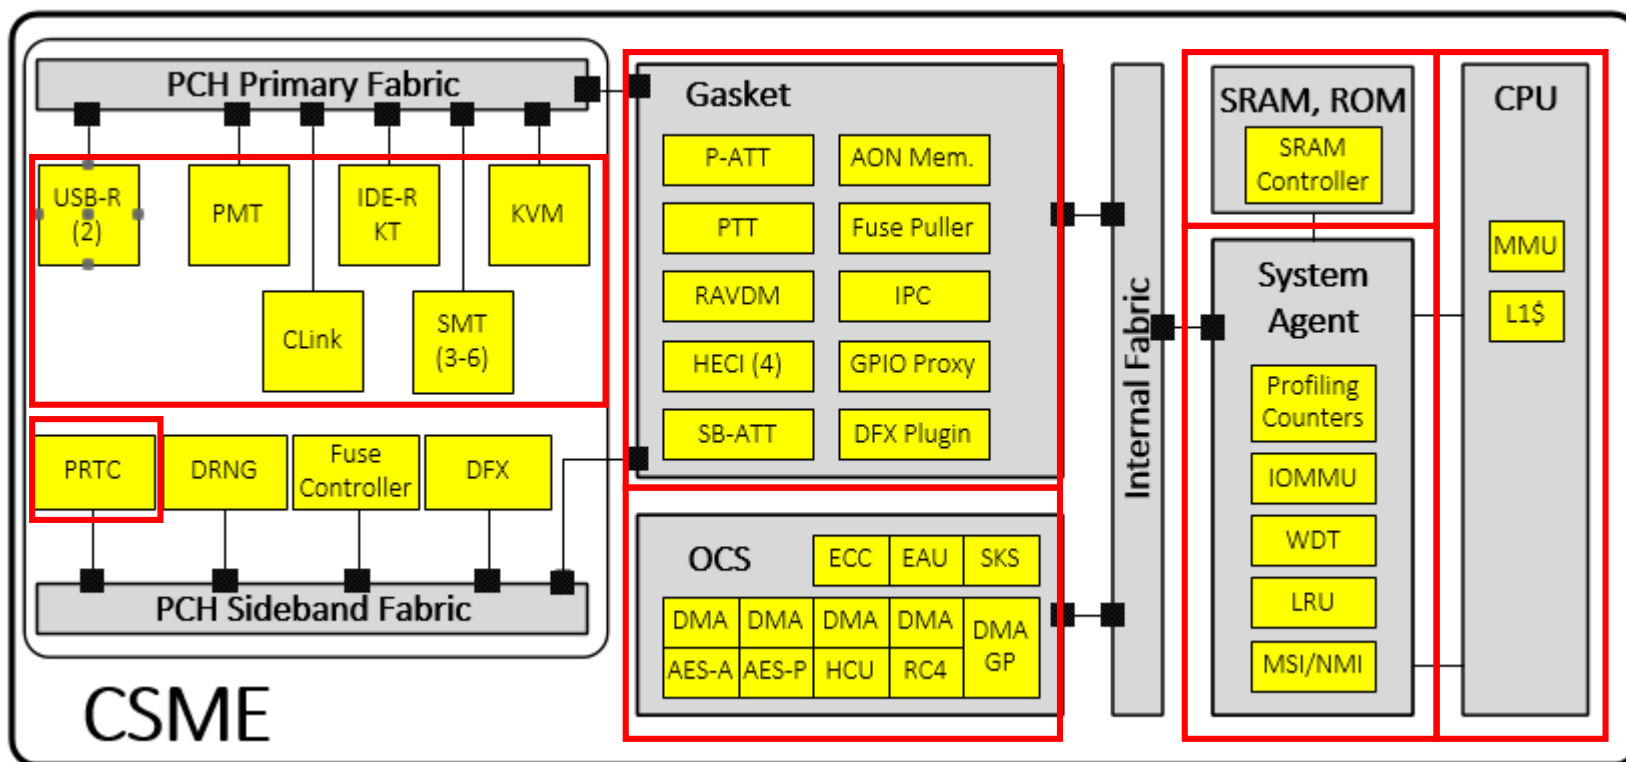 PCH Primary Fabric
USB-R
(2)
PMT
IDE-R
KT
KVM
CLink
SMT
(3-6)
PRTC
DRNG
Fuse
Controller
DFX
PCH Sideband Fabric
CSME
Gasket
P-ATT
AON Mem.
PTT
Fuse Puller
RAVDM
IPC
HECI (4)
GPIO Proxy
SB-ATT
DFX Plugin
OCS
ECC
EAU
SKS
DMA
DMA
DMA
DMA
DMA
GP
AES-A
AES-P
HCU
RC4
Internal Fabric
SRAM, ROM
SRAM
Controller
System
Agent
Profiling
Counters
IOMMU
WDT
LRU
MSI/NMI
CPU
MMU
L1$